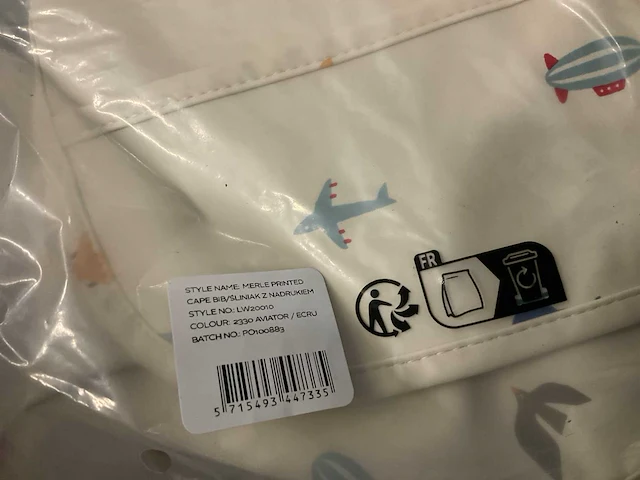 STYLE NAME: MERLE PRINTED
CAPE BIB/ŚLINIAK Z NADRUKIEM
STYLE NO: LW20010
COLOUR: 2330 AVIATOR / ECRU
BATCH NO: PO100883
5 715493 447335
FR